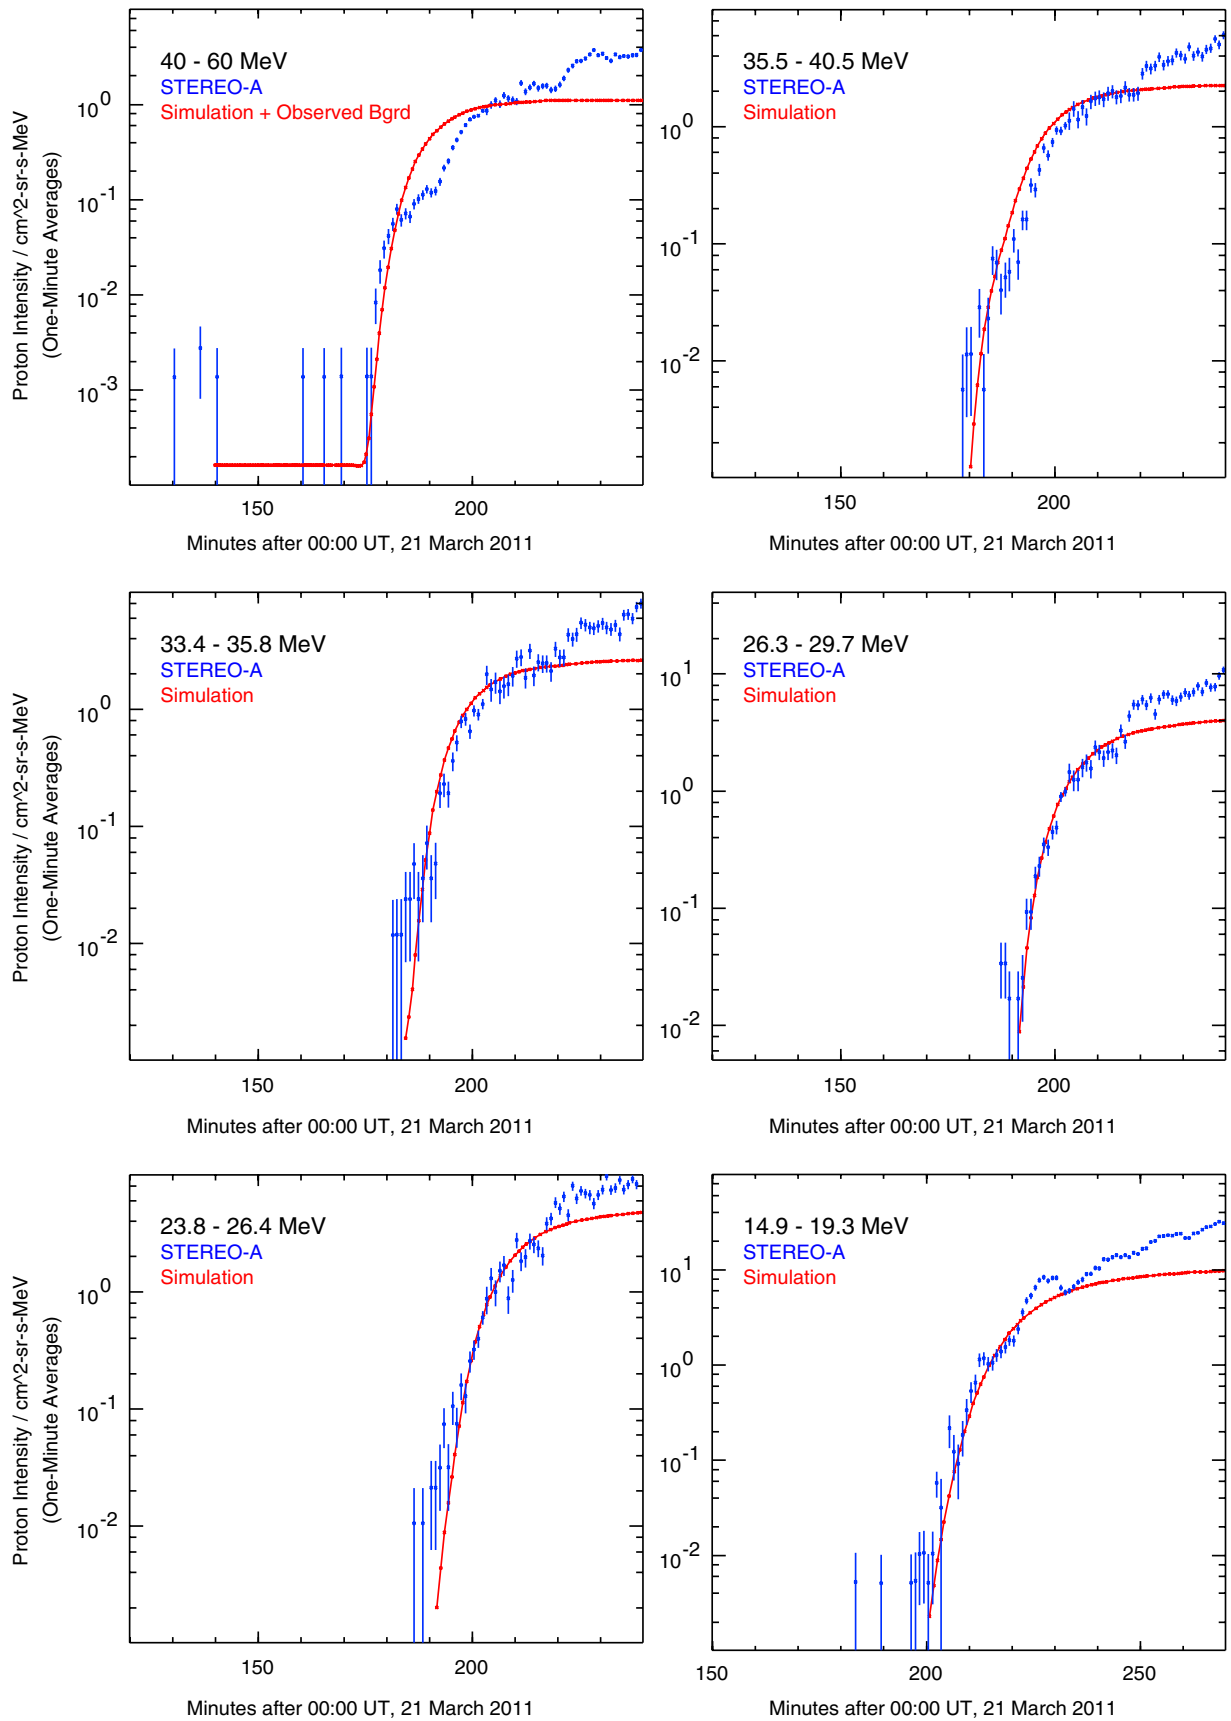 40 - 60 MeV
STEREO-A
Simulation + Observed Bgrd
10^0
10^-1
10^-2
10^-3
150
200
Proton Intensity / cm^2-sr-s-MeV
(One-Minute Averages)
Minutes after 00:00 UT, 21 March 2011
35.5 - 40.5 MeV
STEREO-A
Simulation
10^0
10^-1
10^-2
150
200
Minutes after 00:00 UT, 21 March 2011
33.4 - 35.8 MeV
STEREO-A
Simulation
10^0
10^-1
10^-2
150
200
Proton Intensity / cm^2-sr-s-MeV
(One-Minute Averages)
Minutes after 00:00 UT, 21 March 2011
26.3 - 29.7 MeV
STEREO-A
Simulation
10^1
10^0
10^-1
10^-2
150
200
Minutes after 00:00 UT, 21 March 2011
23.8 - 26.4 MeV
STEREO-A
Simulation
10^0
10^-1
10^-2
150
200
Proton Intensity / cm^2-sr-s-MeV
(One-Minute Averages)
Minutes after 00:00 UT, 21 March 2011
14.9 - 19.3 MeV
STEREO-A
Simulation
10^1
10^0
10^-1
10^-2
150
200
250
Minutes after 00:00 UT, 21 March 2011